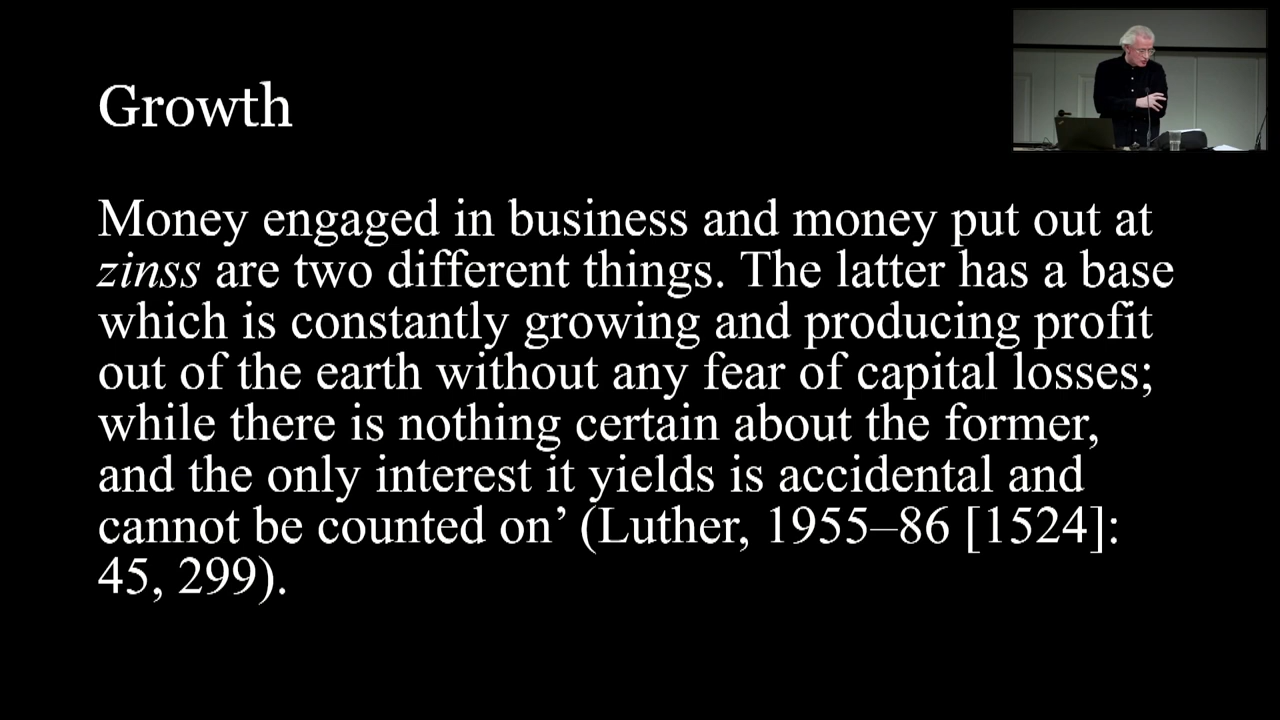 Growth
Money engaged in business and money put out at
zinss are two different things. The latter has a base
which is constantly growing and producing profit
out of the earth without any fear of capital losses;
while there is nothing certain about the former,
and the only interest it yields is accidental and
cannot be counted on’ (Luther, 1955–86 [1524]:
45, 299).